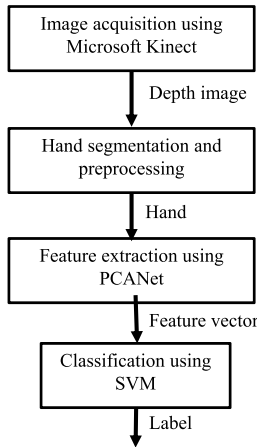 Image acquisition using
Microsoft Kinect
Depth image
Hand segmentation and
preprocessing
Hand
Feature extraction using
PCANet
Feature vector
Classification using
SVM
Label